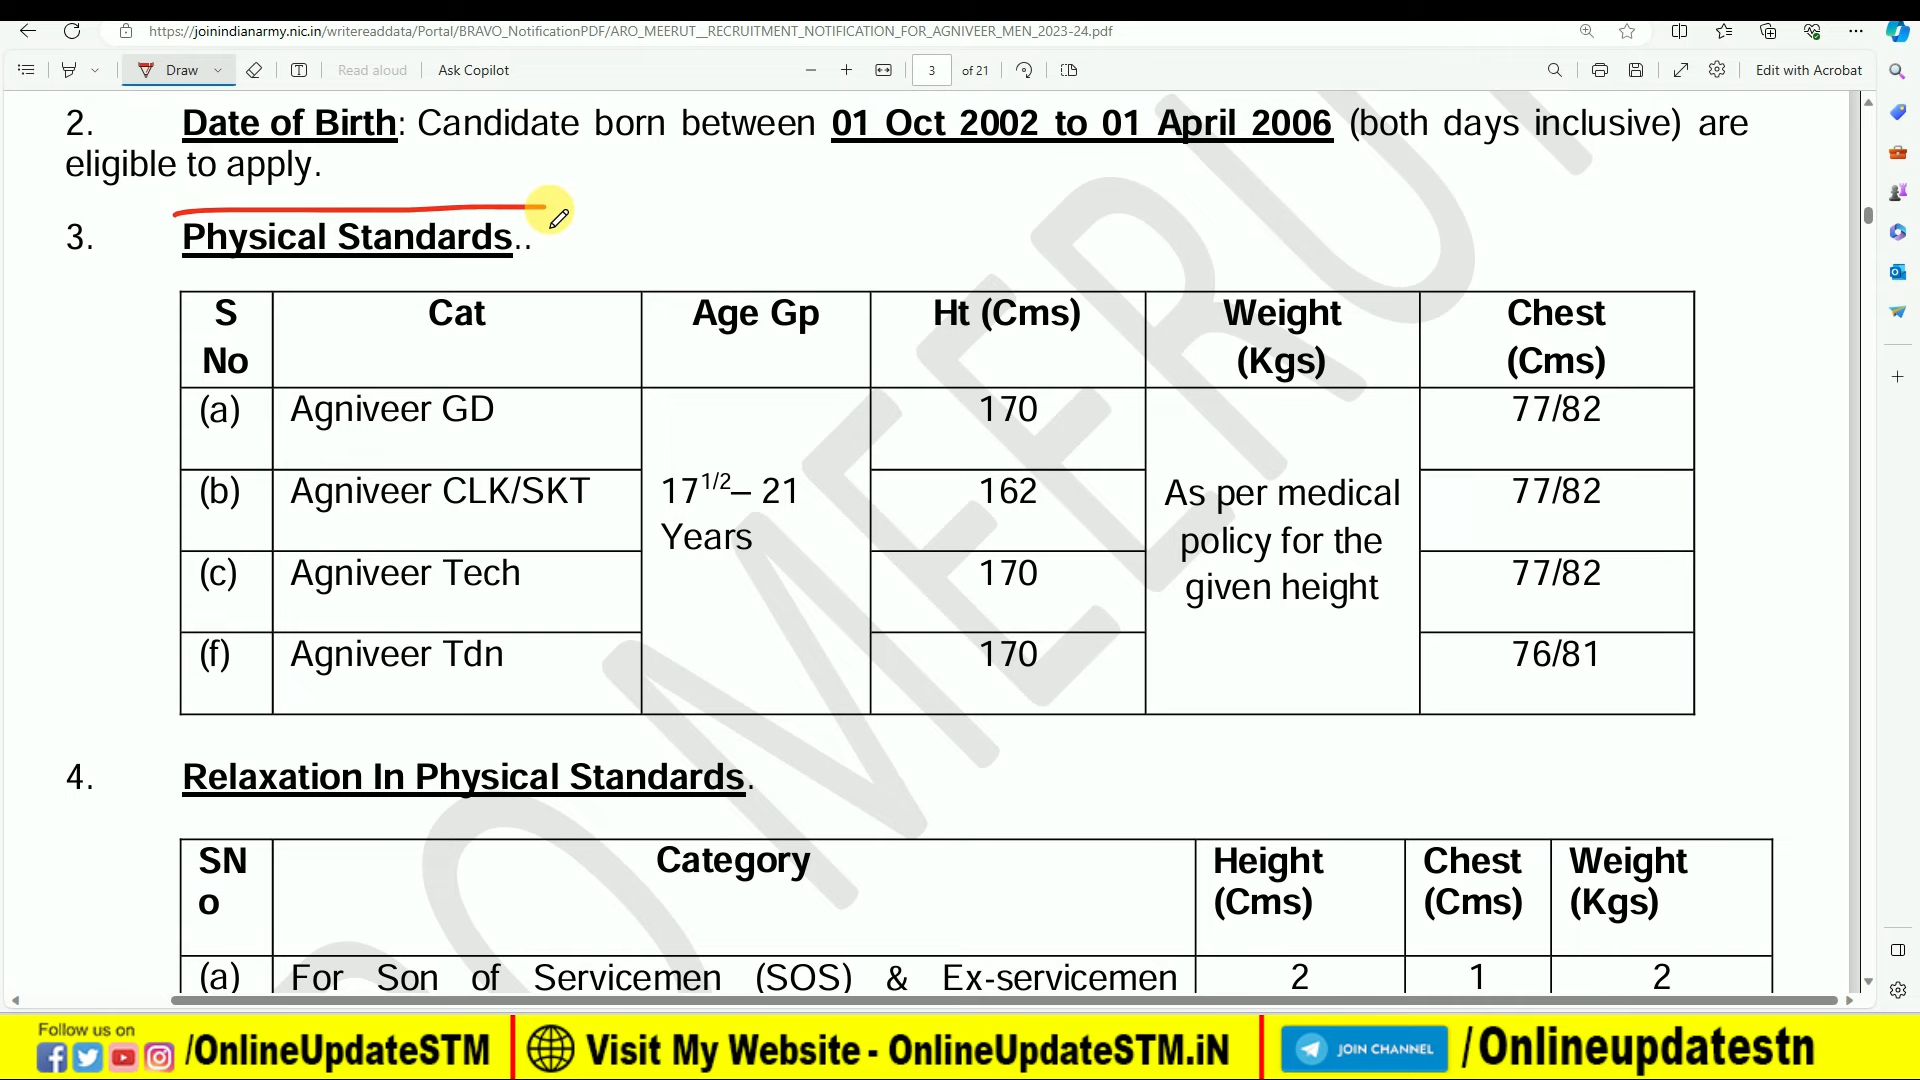 https://joinindianarmy.nic.in/writereaddata/Portal/BRAVO_NotificationPDF/ARO_MEERUT__RECRUITMENT_NOTIFICATION_FOR_AGNIVEER_MEN_2023-24.pdf
Draw
Read aloud
Ask Copilot
3
of 21
Edit with Acrobat
2. Date of Birth: Candidate born between 01 Oct 2002 to 01 April 2006 (both days inclusive) are
eligible to apply.
3. Physical Standards..
S No Cat Age Gp Ht (Cms) Weight (Kgs) Chest (Cms)
(a) Agniveer GD 170 77/82
(b) Agniveer CLK/SKT 162 77/82
(c) Agniveer Tech 170 77/82
(f) Agniveer Tdn 170 76/81
17 1/2– 21
Years
As per medical
policy for the
given height
4. Relaxation In Physical Standards.
SN
o
Category
Height
(Cms)
Chest
(Cms)
Weight
(Kgs)
(a) For Son of Servicemen (SOS) & Ex-servicemen 2 1 2
O MEERUT
Follow us on
/OnlineUpdateSTM
Visit My Website - OnlineUpdateSTM.iN
JOIN CHANNEL
/Onlineupdatestn